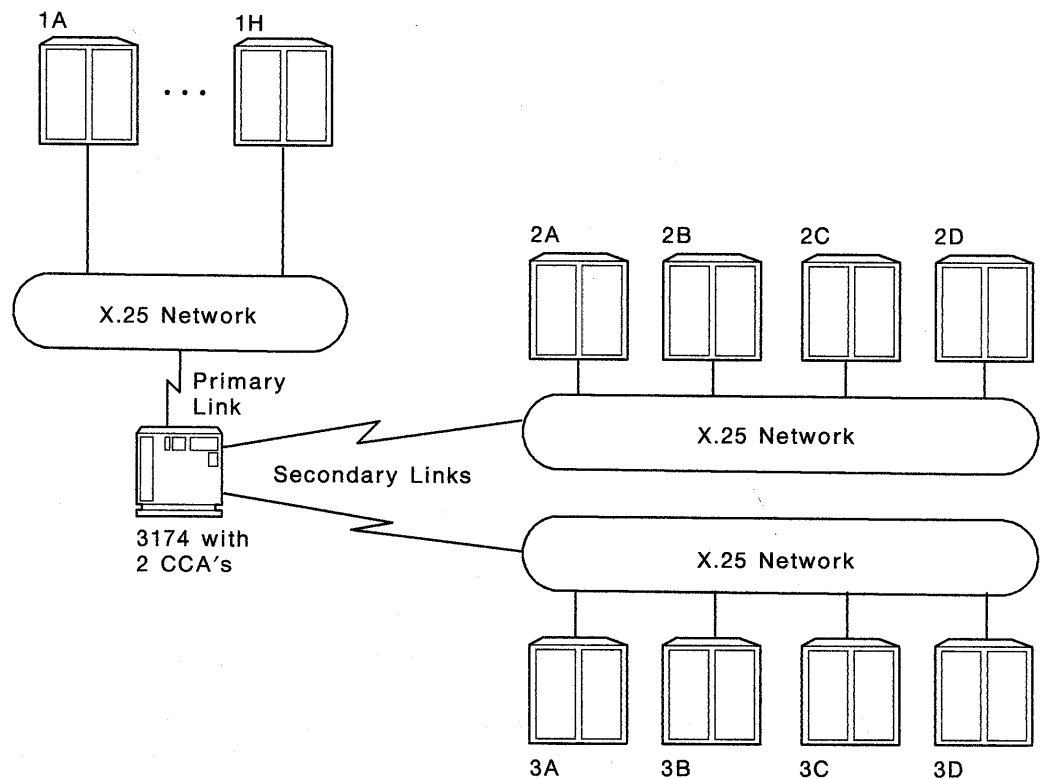 1A
1H
. . .
X.25 Network
Primary
Link
2A
2B
2C
2D
X.25 Network
Secondary Links
3174 with
2 CCA's
X.25 Network
3A
3B
3C
3D